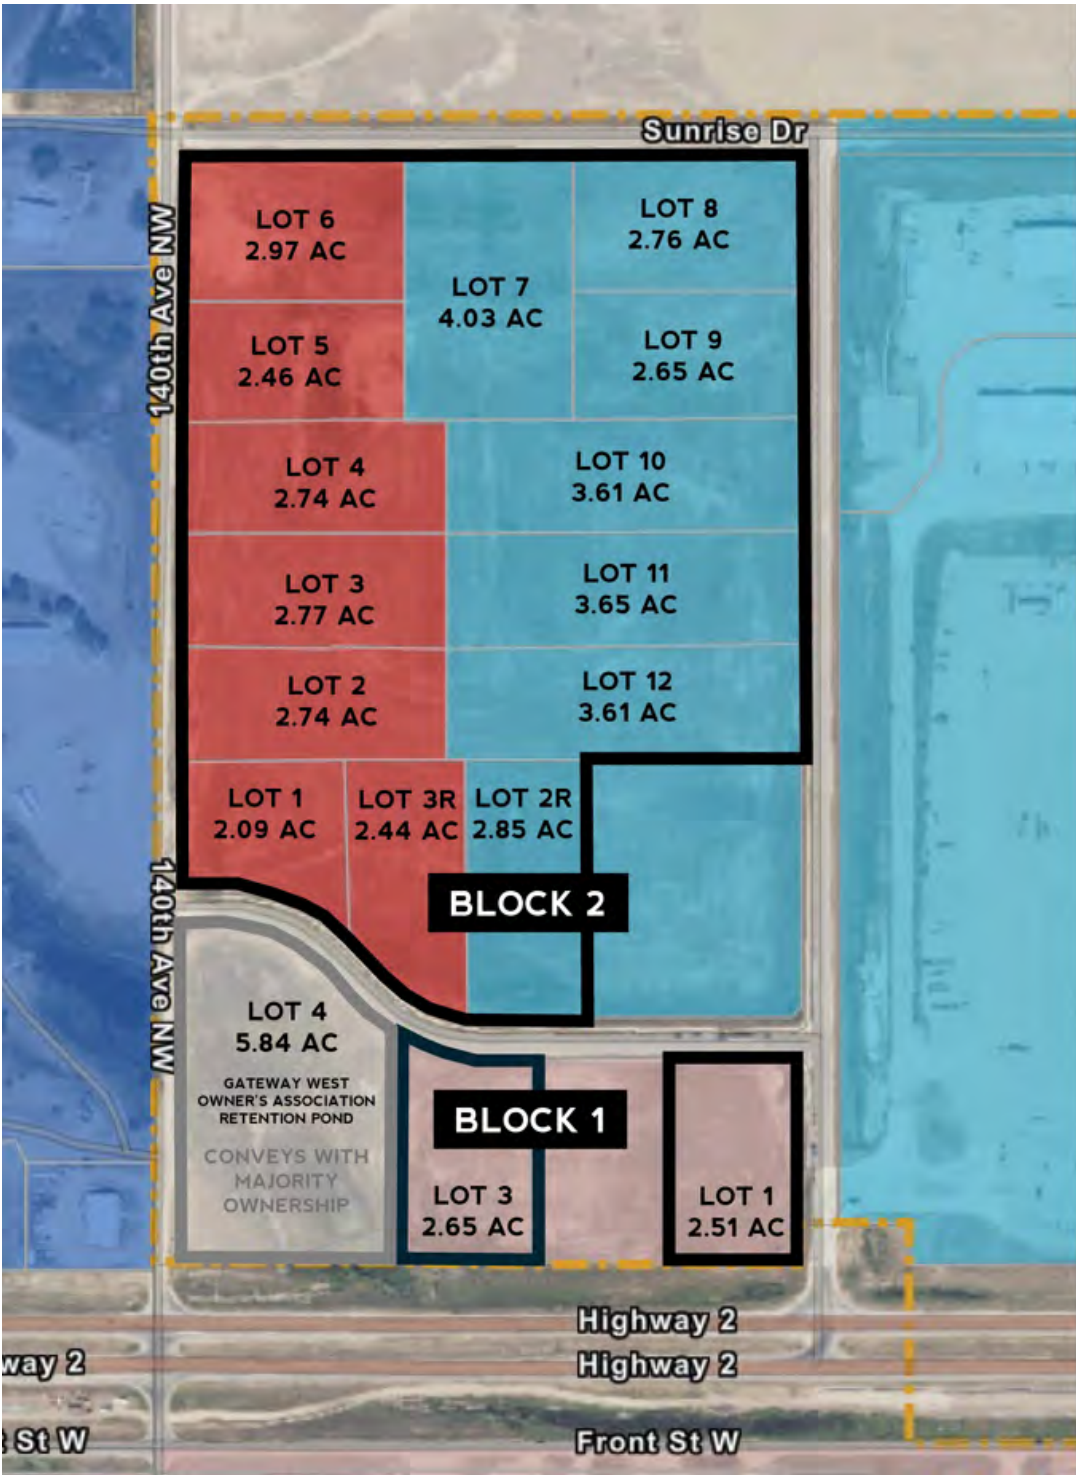 Sunrise Dr
140th Ave NW
LOT 6
2.97 AC
LOT 7
4.03 AC
LOT 8
2.76 AC
LOT 5
2.46 AC
LOT 9
2.65 AC
LOT 4
2.74 AC
LOT 10
3.61 AC
LOT 3
2.77 AC
LOT 11
3.65 AC
LOT 2
2.74 AC
LOT 12
3.61 AC
LOT 1
2.09 AC
LOT 3R
2.44 AC
LOT 2R
2.85 AC
BLOCK 2
140th Ave NW
LOT 4
5.84 AC
GATEWAY WEST
OWNER'S ASSOCIATION
RETENTION POND
CONVEYS WITH
MAJORITY
OWNERSHIP
BLOCK 1
LOT 3
2.65 AC
LOT 1
2.51 AC
Highway 2
way 2
Highway 2
t St W
Front St W